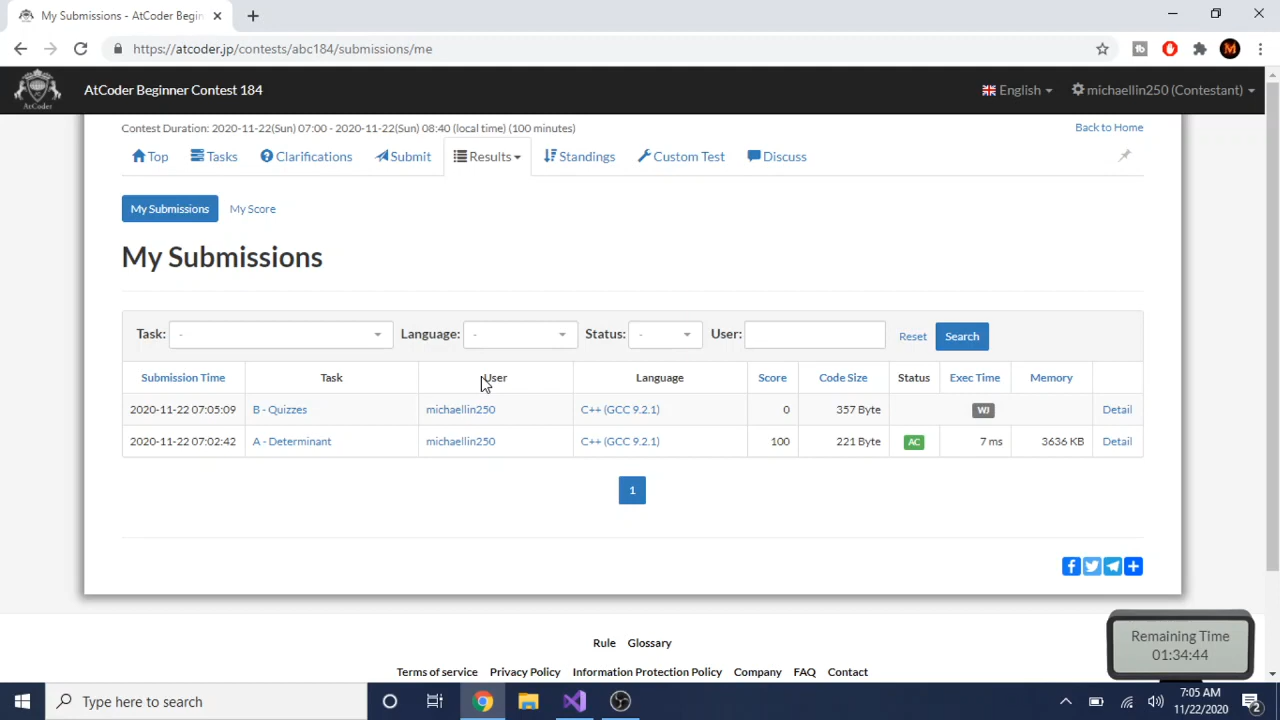 My Submissions - AtCoder Begin
https://atcoder.jp/contests/abc184/submissions/me
AtCoder
AtCoder Beginner Contest 184
English
michaellin250 (Contestant)
Contest Duration: 2020-11-22(Sun) 07:00 - 2020-11-22(Sun) 08:40 (local time) (100 minutes)
Back to Home
Top
Tasks
Clarifications
Submit
Results
Standings
Custom Test
Discuss
My Submissions
My Score
My Submissions
Task: -
Language: -
Status: -
User:
Reset
Search
Submission Time Task User Language Score Code Size Status Exec Time Memory
2020-11-22 07:05:09 B - Quizzes michaellin250 C++ (GCC 9.2.1) 0 357 Byte WJ Detail
2020-11-22 07:02:42 A - Determinant michaellin250 C++ (GCC 9.2.1) 100 221 Byte AC 7 ms 3636 KB Detail
1
Rule Glossary
Terms of service Privacy Policy Information Protection Policy Company FAQ Contact
Remaining Time
01:34:44
Type here to search
7:05 AM
11/22/2020
2